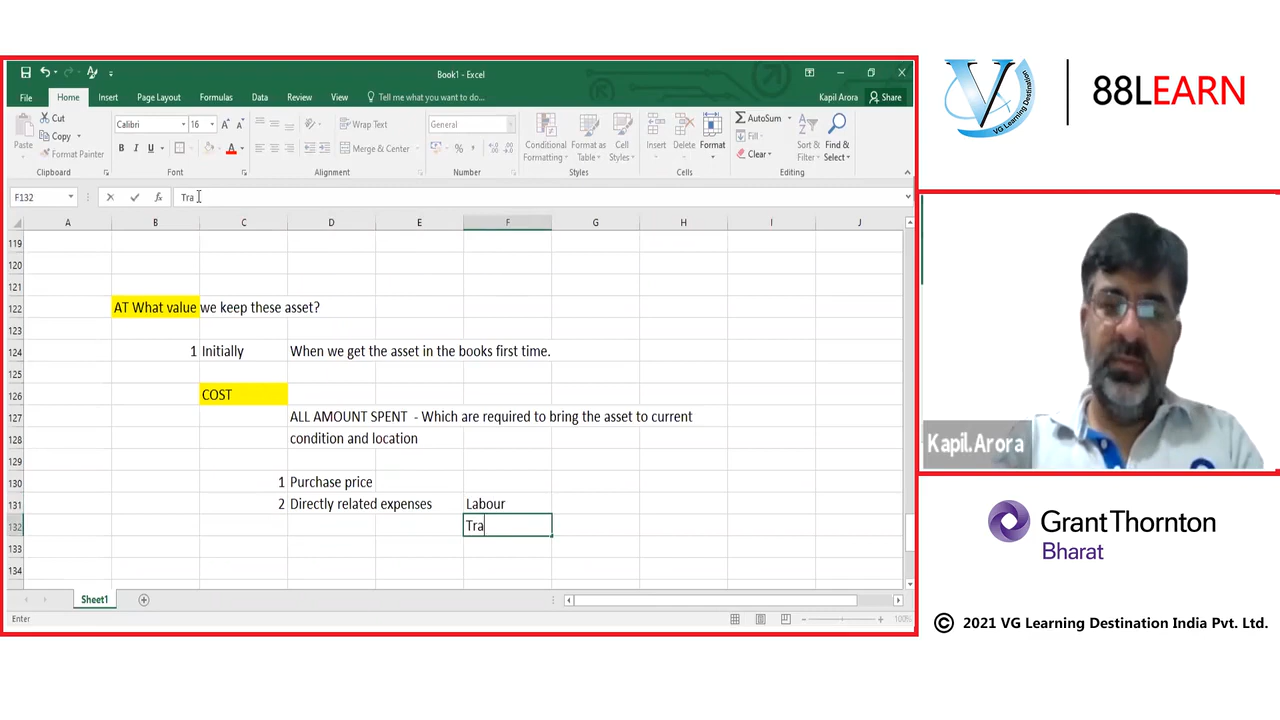 Book1 - Excel
File Home Insert Page Layout Formulas Data Review View Tell me what you want to do... Kapil Arora Share
Paste
Cut
Copy
Format Painter
Clipboard
Calibri 16
B I U
Font
Wrap Text
Merge & Center
Alignment
General
%
Number
Conditional Formatting
Format as Table
Cell Styles
Styles
Insert Delete Format
Cells
AutoSum
Fill
Clear
Sort & Filter
Find & Select
Editing
F132 fx Tra
A B C D E F G H I J
119
120
121
122 AT What value we keep these asset?
123
124 1 Initially When we get the asset in the books first time.
125
126 COST
127 ALL AMOUNT SPENT - Which are required to bring the asset to current
128 condition and location
129
130 1 Purchase price
131 2 Directly related expenses Labour
132 Tra
133
134
Sheet1
Enter
100%
V
VG Learning Destination
88LEARN
Kapil.Arora
Grant Thornton
Bharat
© 2021 VG Learning Destination India Pvt. Ltd.